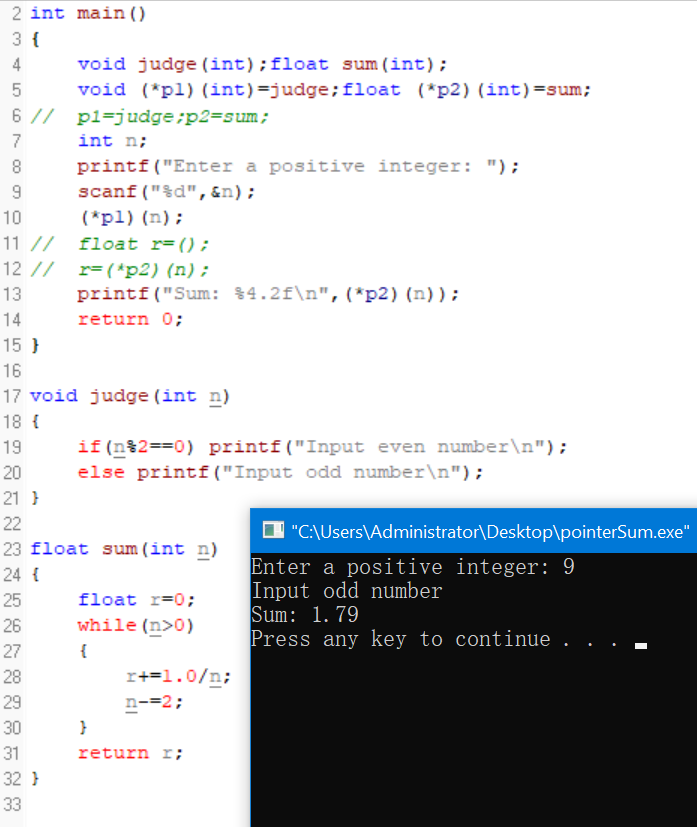 2 int main()
3 {
4     void judge(int);float sum(int);
5     void (*p1)(int)=judge;float (*p2)(int)=sum;
6 //  p1=judge;p2=sum;
7     int n;
8     printf("Enter a positive integer: ");
9     scanf("%d",&n);
10     (*p1)(n);
11 //  float r=();
12 //  r=(*p2)(n);
13     printf("Sum: %4.2f\n",(*p2)(n));
14     return 0;
15 }
16
17 void judge(int n)
18 {
19     if(n%2==0) printf("Input even number\n");
20     else printf("Input odd number\n");
21 }
22
23 float sum(int n)
24 {
25     float r=0;
26     while(n>0)
27     {
28         r+=1.0/n;
29         n-=2;
30     }
31     return r;
32 }
33
"C:\Users\Administrator\Desktop\pointerSum.exe"
Enter a positive integer: 9
Input odd number
Sum: 1.79
Press any key to continue . . .